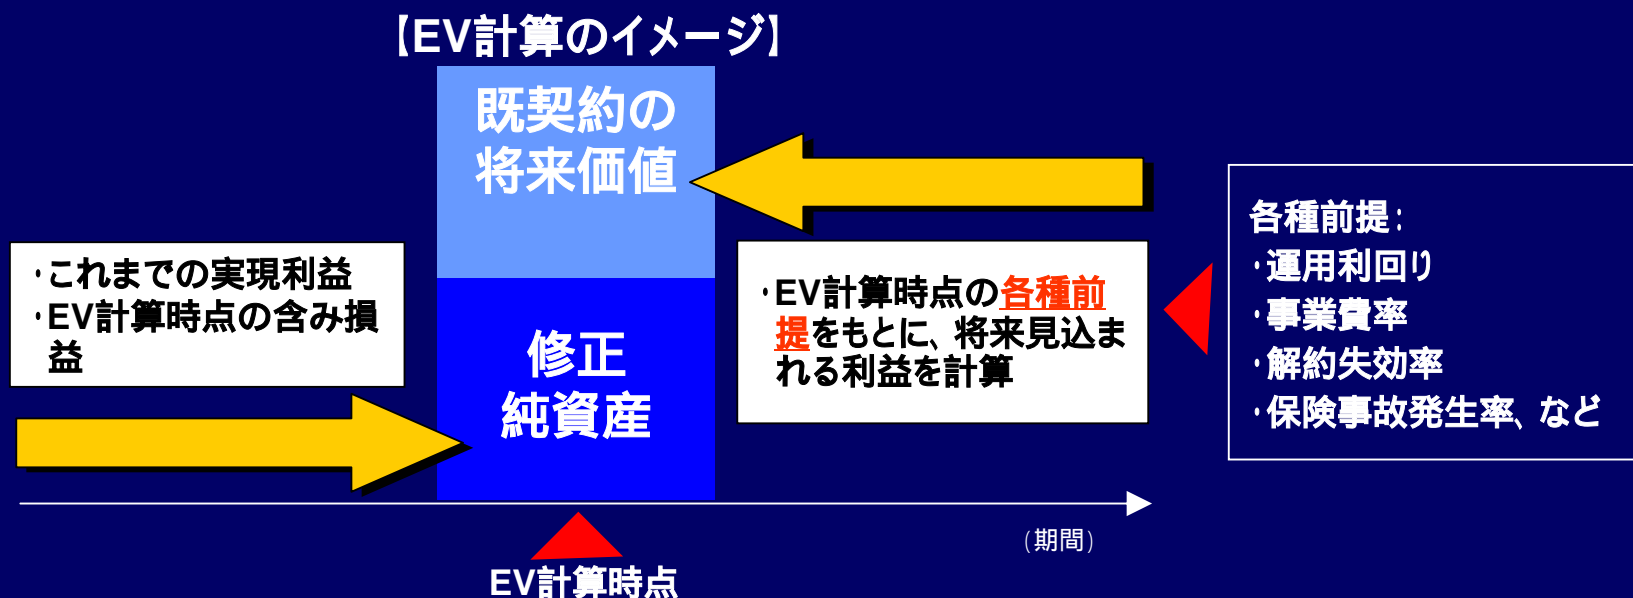 【EV計算のイメージ】
既契約の
将来価値
・これまでの実現利益
・EV計算時点の含み損
益
修正
純資産
・EV計算時点の各種前
提をもとに、将来見込ま
れる利益を計算
各種前提：
・運用利回り
・事業費率
・解約失効率
・保険事故発生率、など
（期間）
EV計算時点